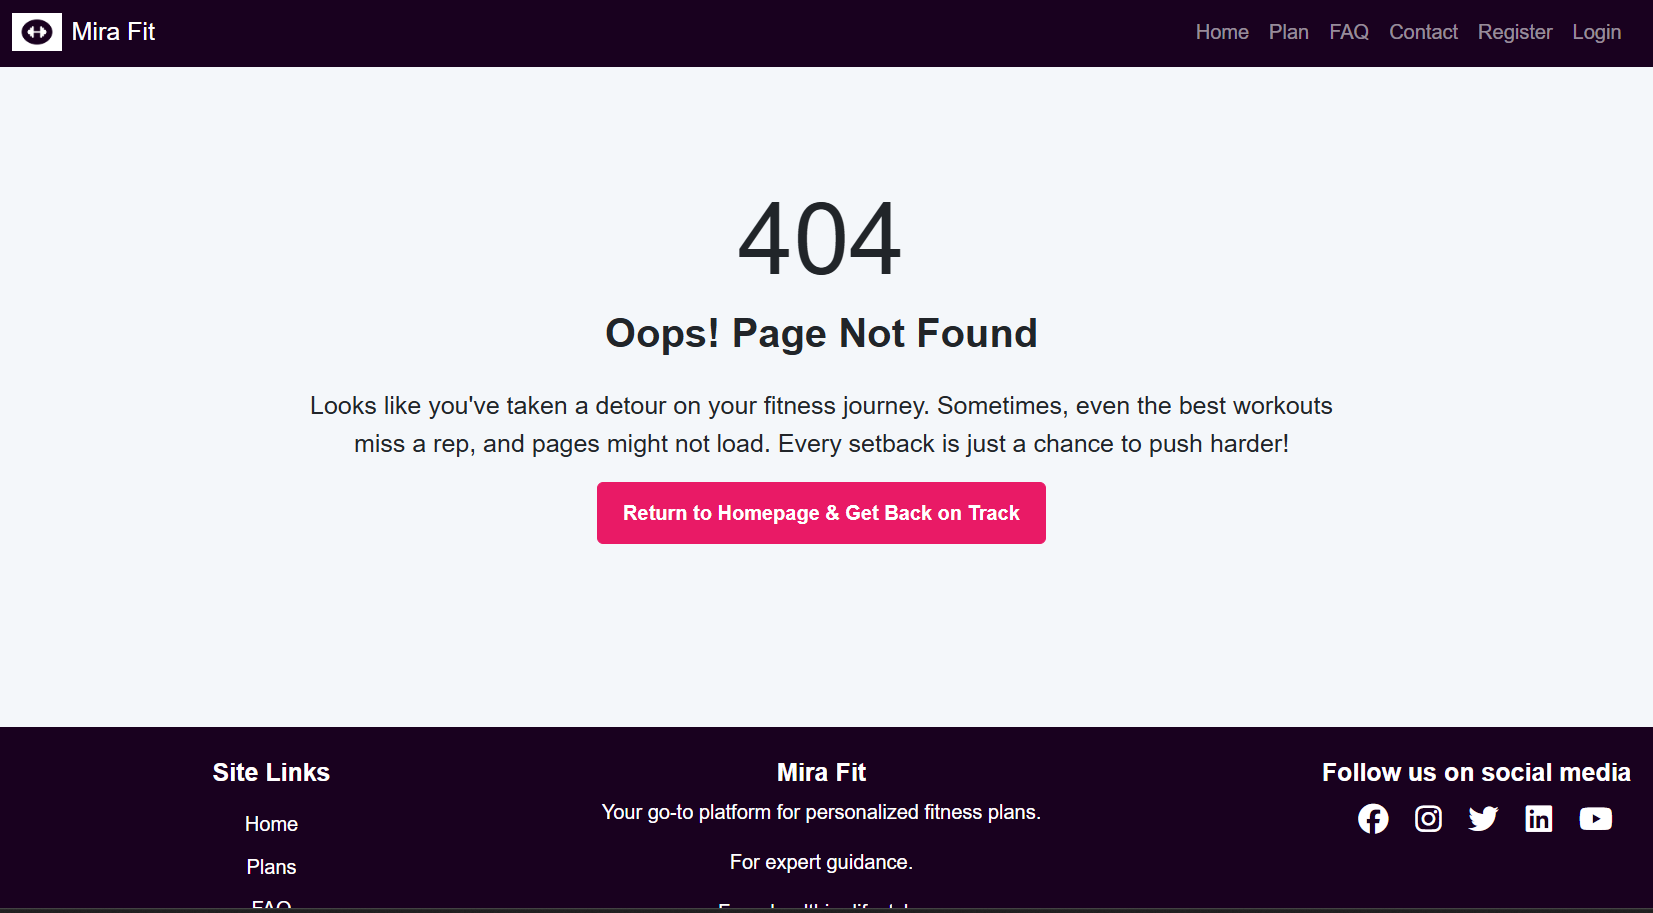 Mira Fit
Home Plan FAQ Contact Register Login
404
Oops! Page Not Found
Looks like you've taken a detour on your fitness journey. Sometimes, even the best workouts
miss a rep, and pages might not load. Every setback is just a chance to push harder!
Return to Homepage & Get Back on Track
Site Links
Home
Plans
FAQ
Mira Fit
Your go-to platform for personalized fitness plans.
For expert guidance.
Follow us on social media